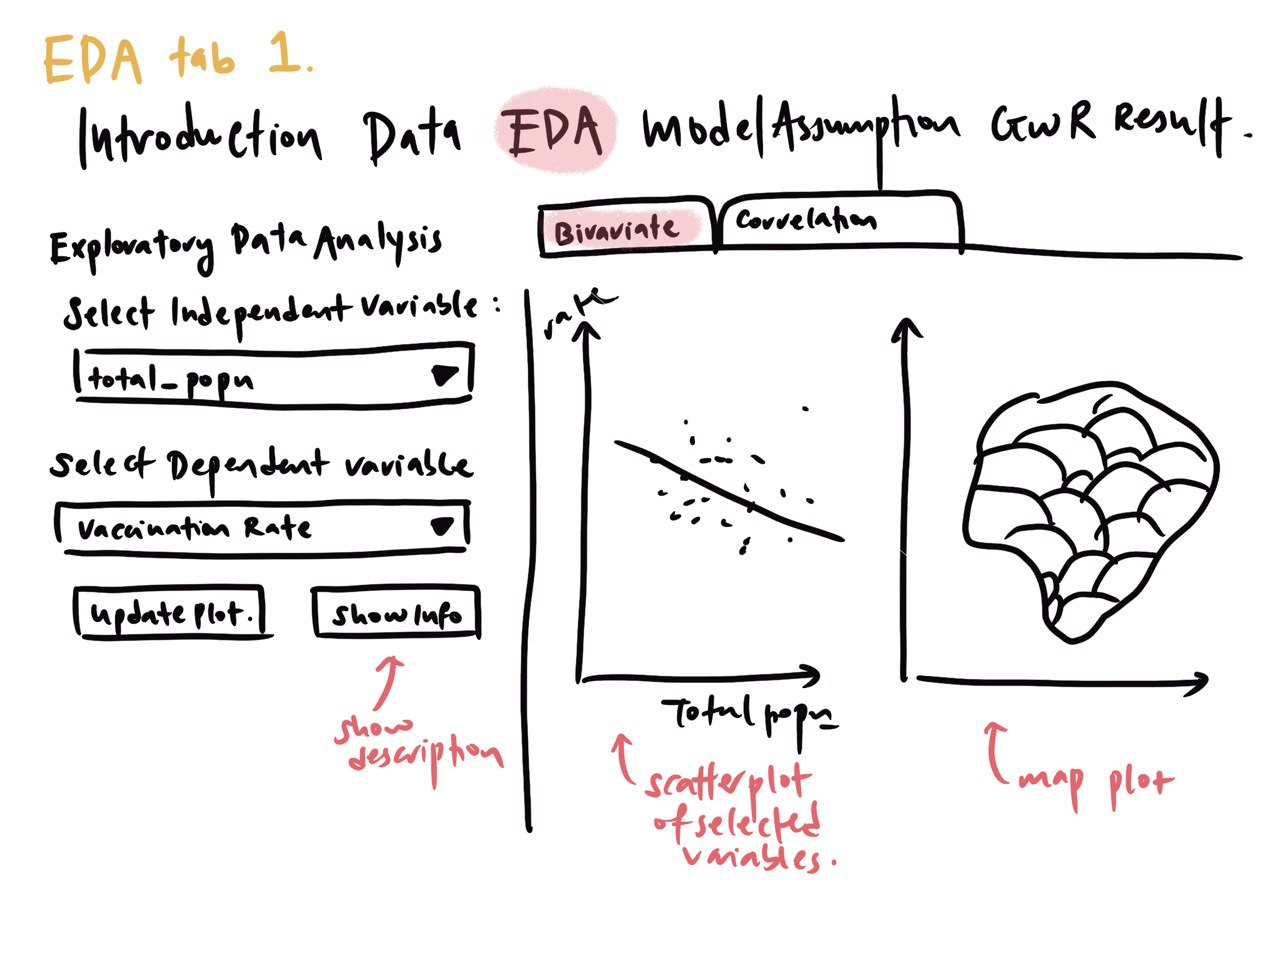 EDA tab 1.
Introduction Data EDA Model Assumption GWR Result.
Bivariate Correlation
Exploratory Data Analysis
Select Independent Variable:
total_popn
Select Dependent variable
Vaccination Rate
update plot. show info
show
description
rate
Total popn
scatterplot
of selected
variables.
map plot